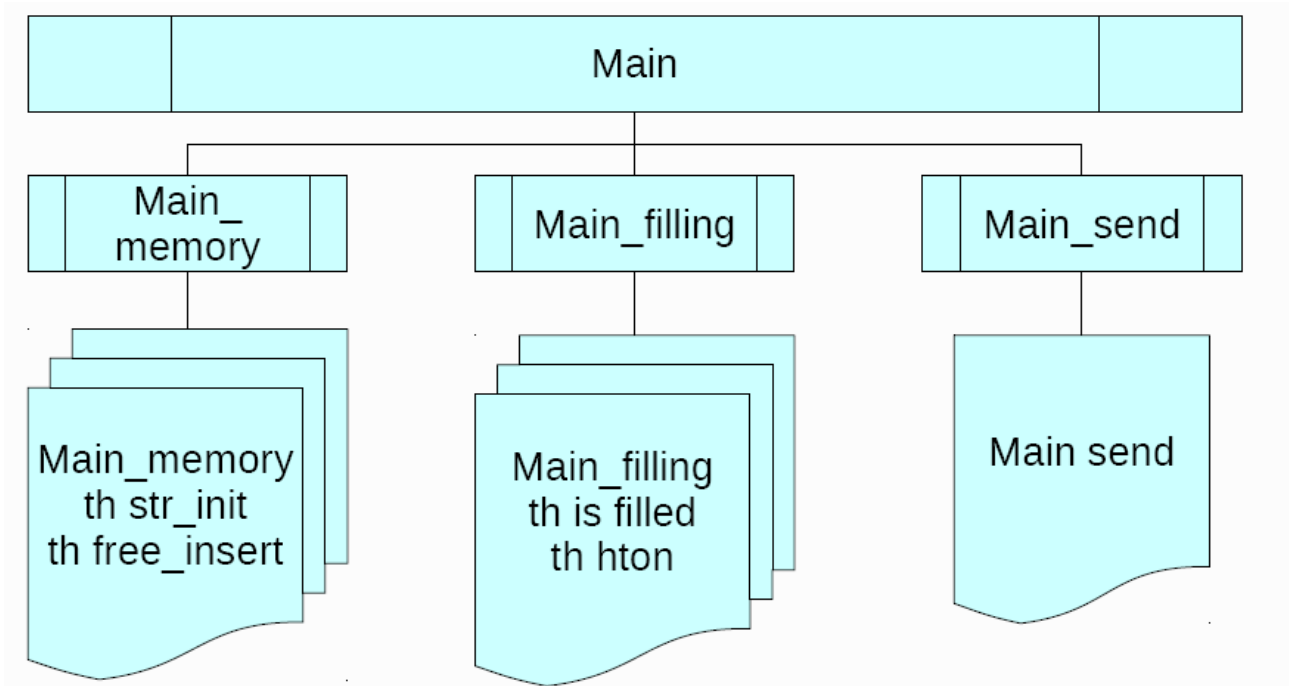 Main
Main_
memory
Main_filling
Main_send
Main_memory
th str_init
th free_insert
Main_filling
th is filled
th hton
Main send